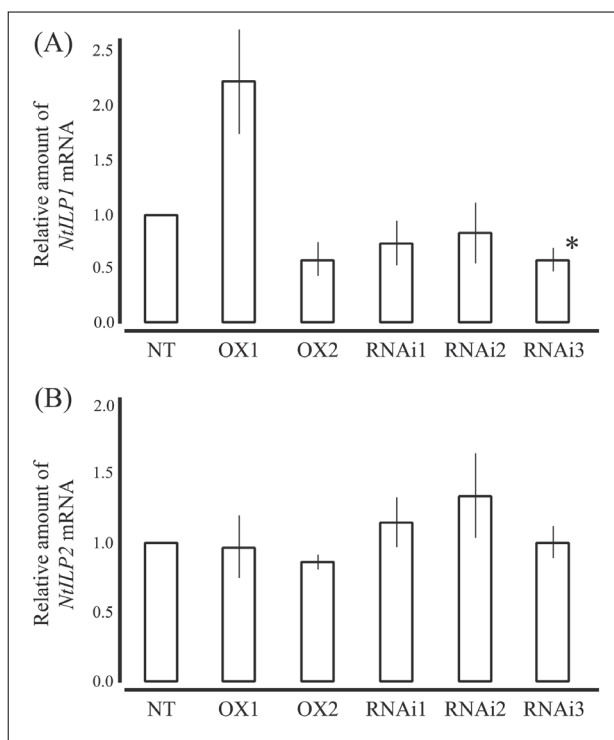 (A)
Relative amount of
NtILP1 mRNA
2.5
2.0
1.5
1.0
0.5
0.0
*
NT OX1 OX2 RNAi1 RNAi2 RNAi3
(B)
Relative amount of
NtILP2 mRNA
2.0
1.5
1.0
0.5
0.0
NT OX1 OX2 RNAi1 RNAi2 RNAi3